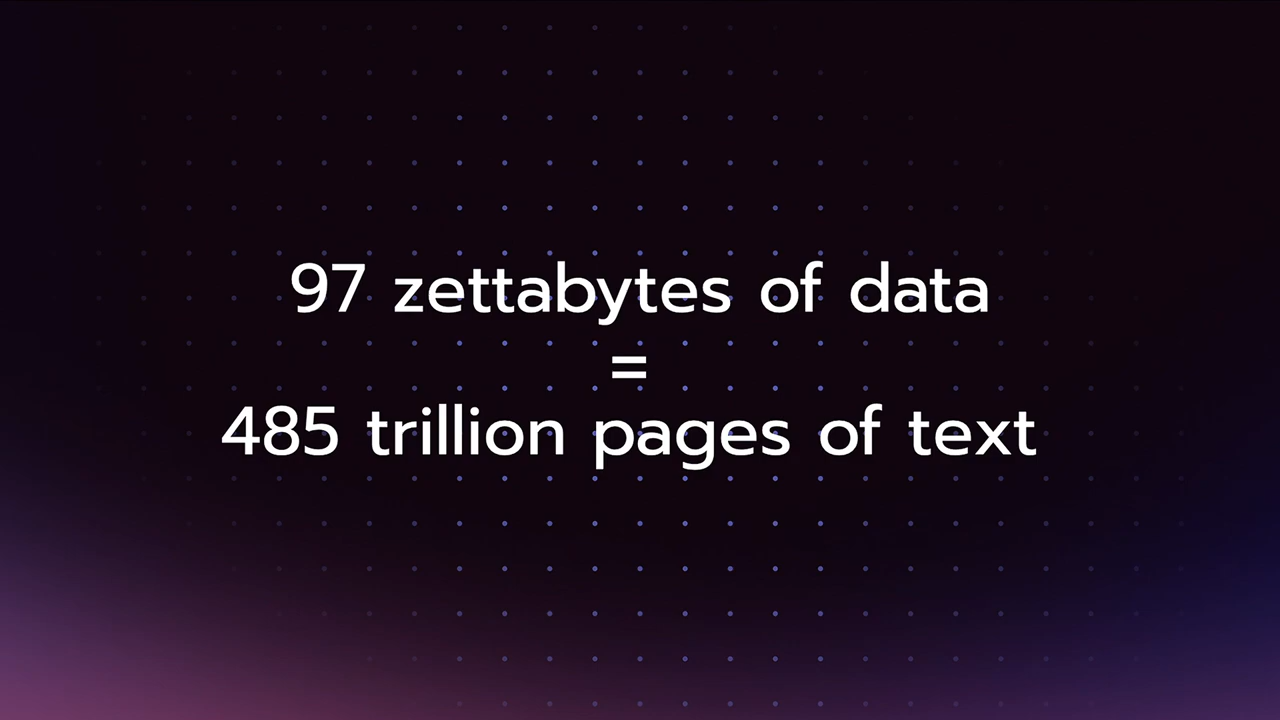 97 zettabytes of data
=
485 trillion pages of text